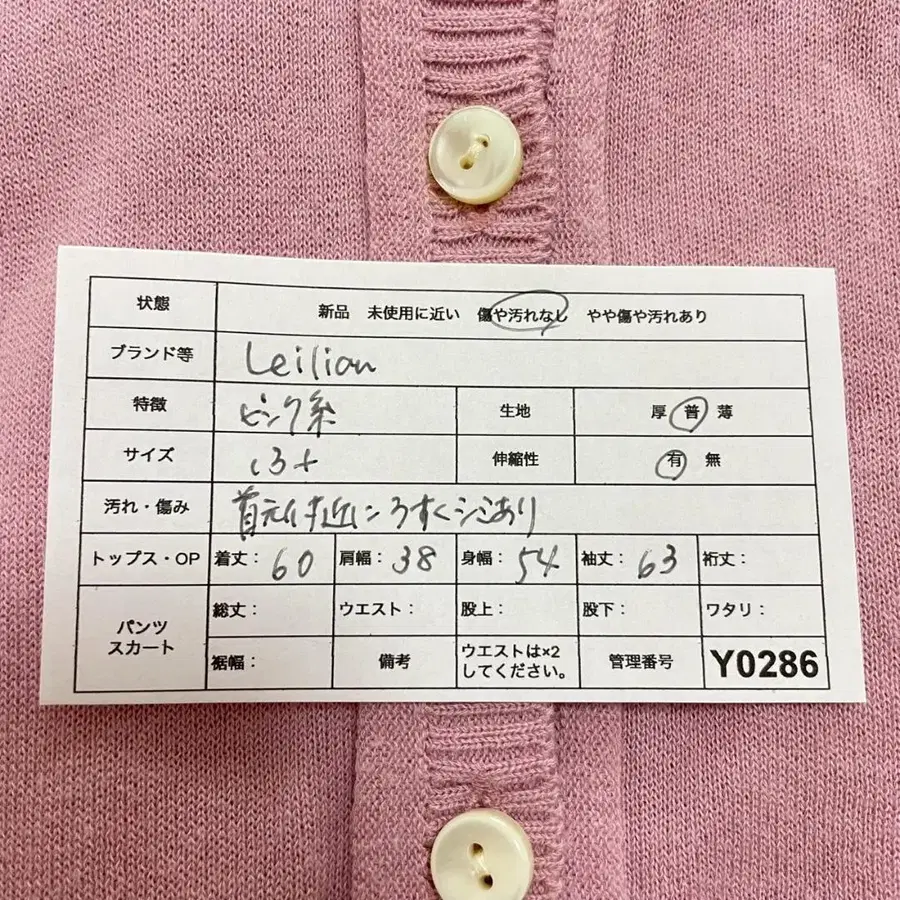 状態 新品 未使用に近い 傷や汚れなし やや傷や汚れあり
ブランド等 Leilian
特徴 ピンク系 生地 厚 普 薄
サイズ 13+ 伸縮性 有 無
汚れ・傷み 首元付近にうすくシミあり
トップス・OP 着丈: 60 肩幅: 38 身幅: 54 袖丈: 63 裄丈:
パンツ スカート 総丈: ウエスト: 股上: 股下: ワタリ:
裾幅: 備考 ウエストは×2してください。 管理番号 Y0286